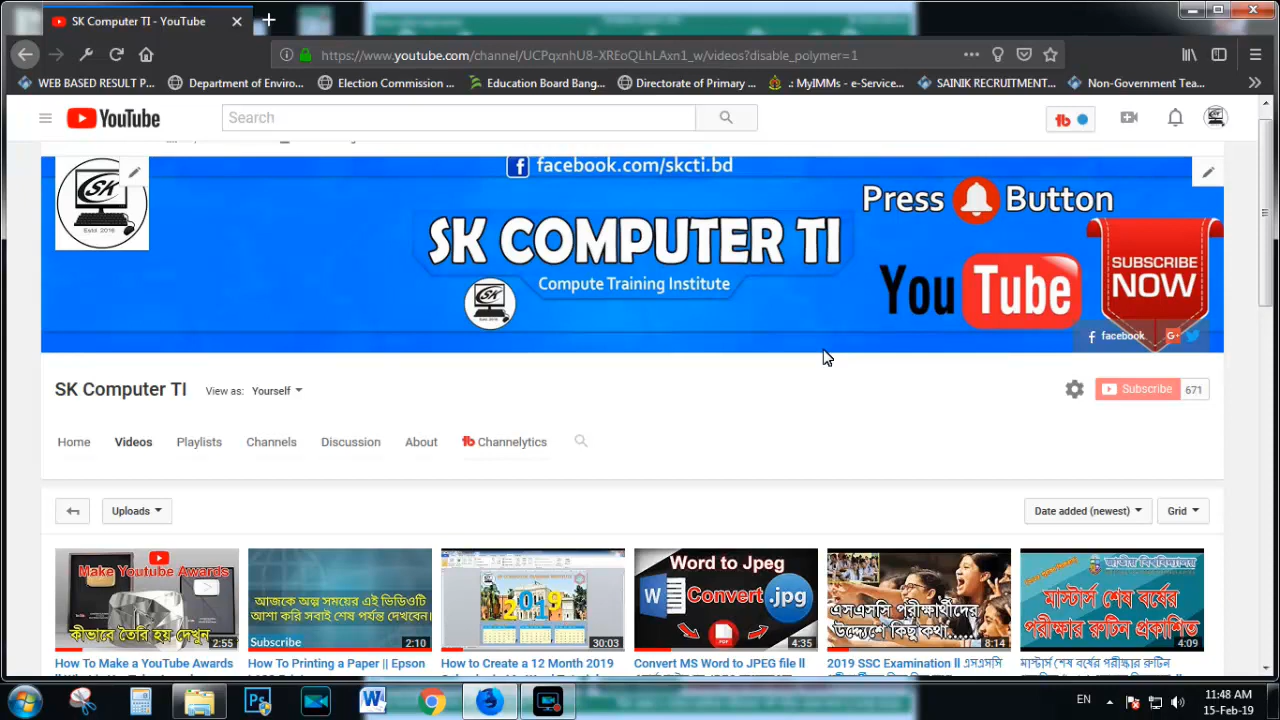 SK Computer TI - YouTube
https://www.youtube.com/channel/UCPqxnhU8-XREoQLhLAxn1_w/videos?disable_polymer=1
WEB BASED RESULT P... Department of Enviro... Election Commission ... Education Board Bang... Directorate of Primary ... .: MyIMMs - e-Service... SAINIK RECRUITMENT... Non-Government Tea...
YouTube Search
facebook.com/skcti.bd
Press Button
SK
Estd: 2016
SK COMPUTER TI
Compute Training Institute
SK
You Tube
SUBSCRIBE
NOW
facebook
G+
SK Computer TI View as: Yourself Subscribe 671
Home Videos Playlists Channels Discussion About Channelytics
Uploads Date added (newest) Grid
Make Youtube Awards
কীভাবে তৈরি হয় দেখুন
2:55
আজকে অল্প সময়ের এই ভিডিওটি
আশা করি সবাই শেষ পর্যন্ত দেখবেন।
Subscribe
2:10
2019
30:03
Word to Jpeg
W Convert .jpg
PDF
4:35
এসএসসি পরীক্ষার্থীদের
উদ্দেশ্যে কিছু কথা.....
8:14
জাতীয় বিশ্ববিদ্যালয়
মাস্টার্স শেষ বর্ষের
পরীক্ষার রুটিন প্রকাশিত
4:09
How To Make a YouTube Awards
How To Printing a Paper || Epson
How to Create a 12 Month 2019
Convert MS Word to JPEG file ll
2019 SSC Examination ll এসএসসি
মাস্টার্স শেষ বর্ষের পরীক্ষার রুটিন
EN 11:48 AM
15-Feb-19